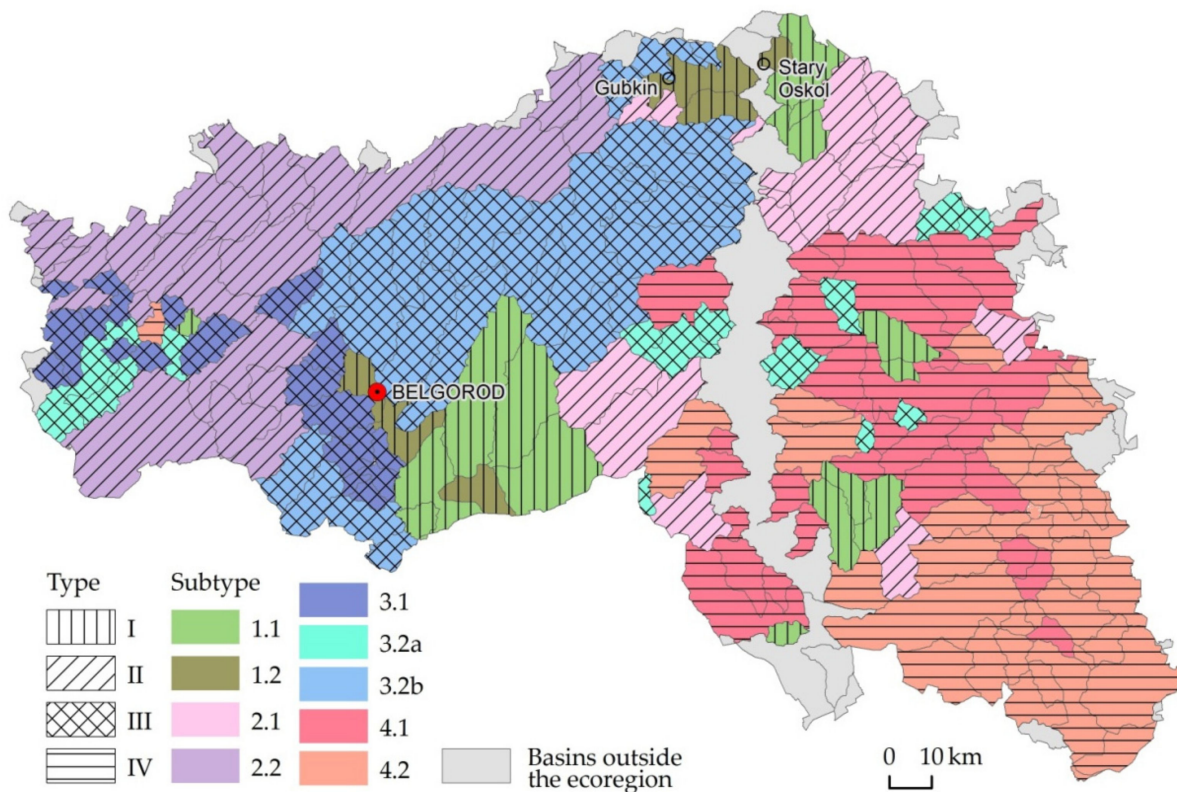 Gubkin
Stary
Oskol
BELGOROD
Type
I
II
III
IV
Subtype
1.1
1.2
2.1
2.2
3.1
3.2a
3.2b
4.1
4.2
Basins outside
the ecoregion
0 10 km